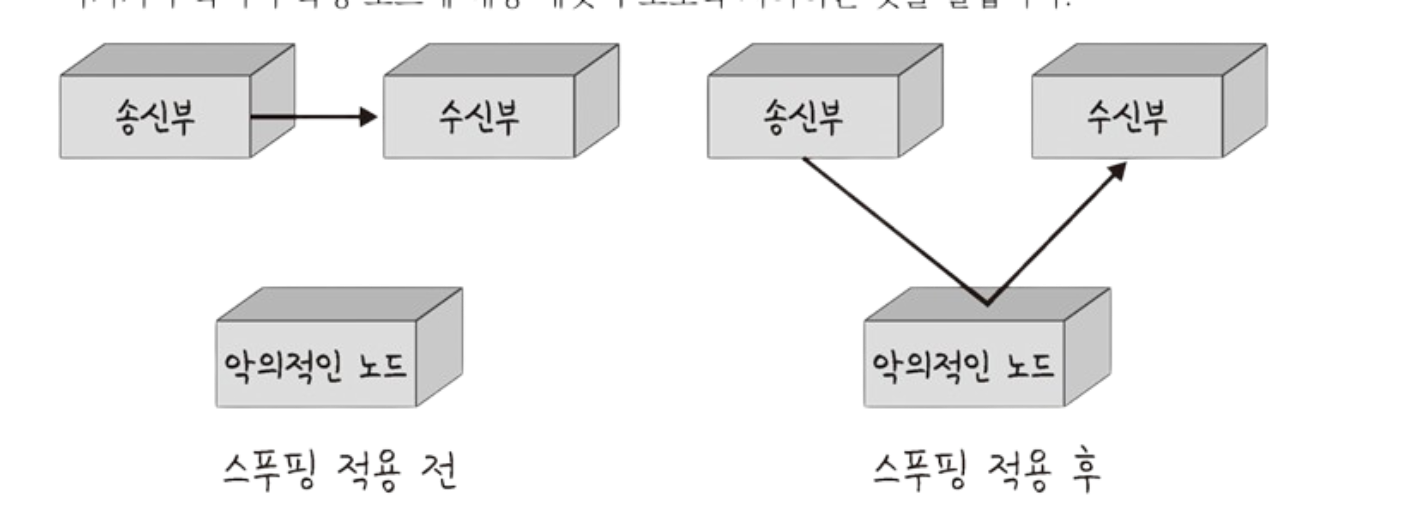 송신부 수신부 송신부 수신부
악의적인 노드 악의적인 노드
스푸핑 적용 전 스푸핑 적용 후